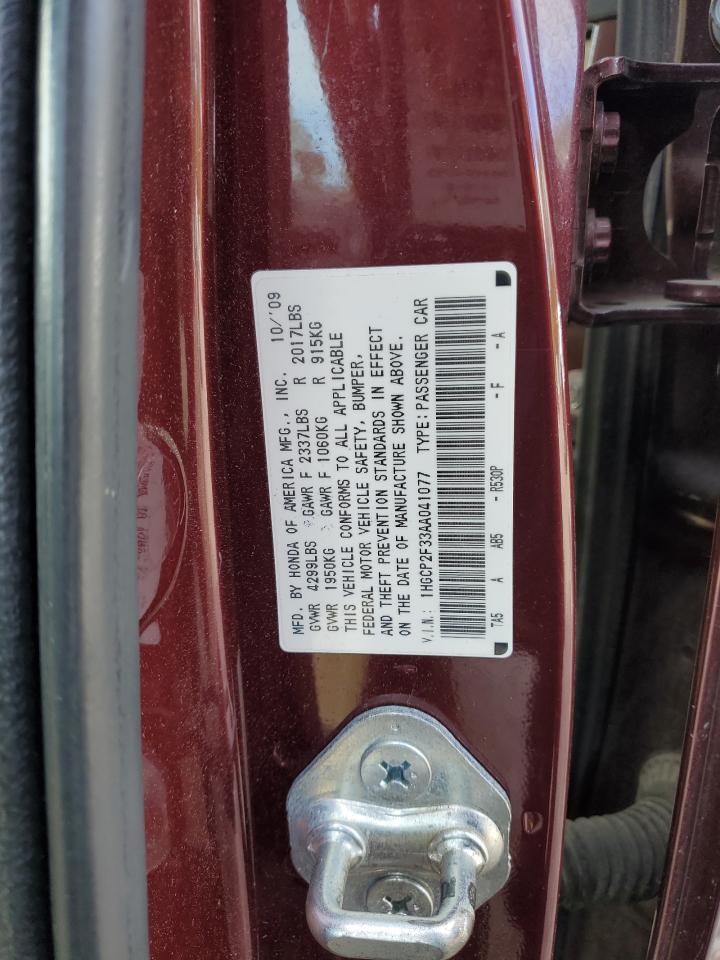 MFD. BY HONDA OF AMERICA MFG., INC. 10/'09
GVWR 4299LBS GAWR F 2337LBS R 2017LBS
GVWR 1950KG GAWR F 1060KG R 915KG
THIS VEHICLE CONFORMS TO ALL APPLICABLE
FEDERAL MOTOR VEHICLE SAFETY, BUMPER,
AND THEFT PREVENTION STANDARDS IN EFFECT
ON THE DATE OF MANUFACTURE SHOWN ABOVE.
V.I.N.: 1HGCP2F33AA041077 TYPE:PASSENGER CAR
TA5 A AB5 - R530P - F - A